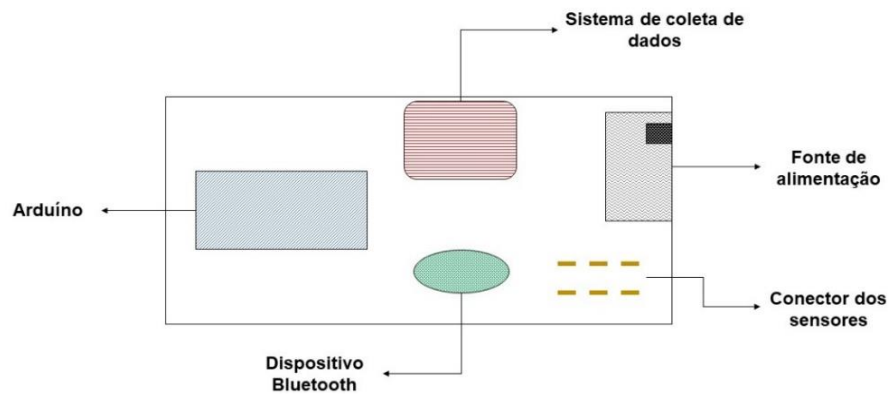 Sistema de coleta de
dados
Fonte de
alimentação
Arduíno
Conector dos
sensores
Dispositivo
Bluetooth